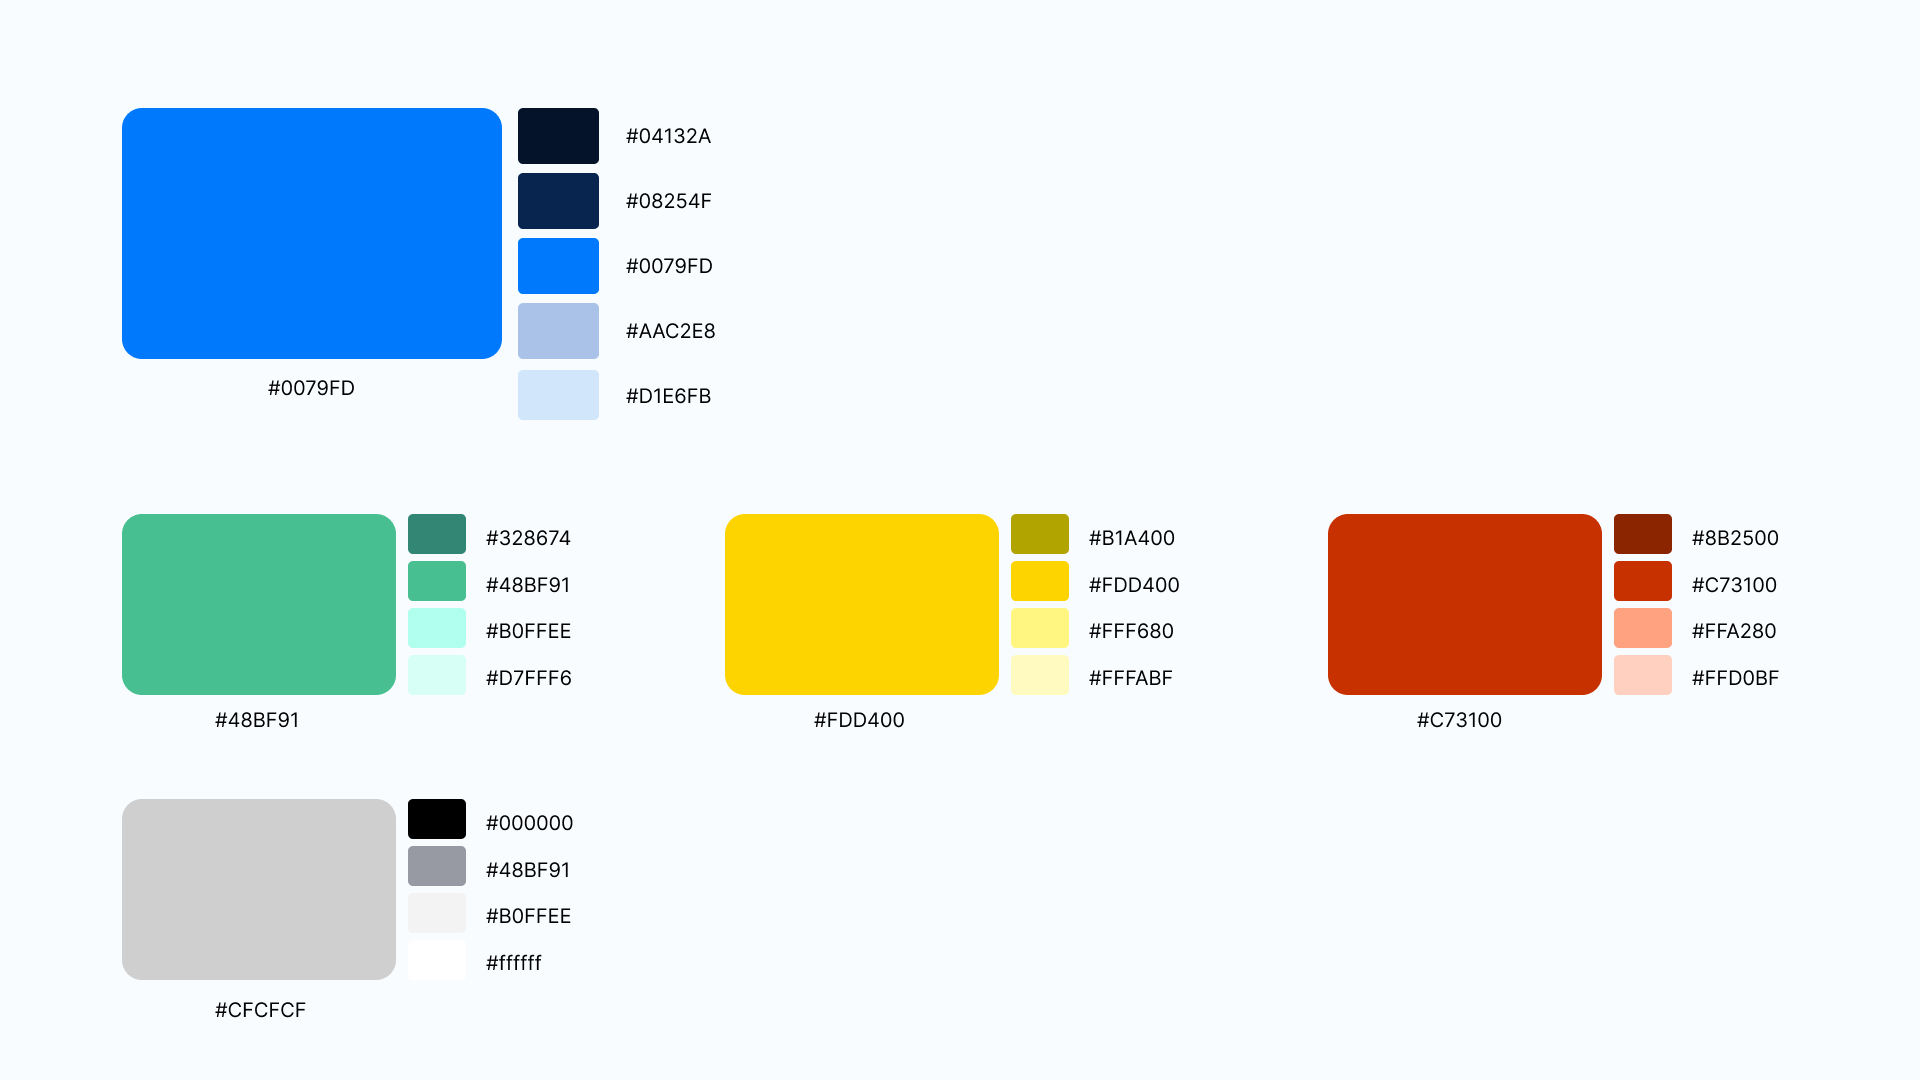 #04132A
#08254F
#0079FD
#AAC2E8
#D1E6FB
#0079FD
#328674
#48BF91
#B0FFEE
#D7FFF6
#48BF91
#B1A400
#FDD400
#FFF680
#FFFABF
#FDD400
#8B2500
#C73100
#FFA280
#FFD0BF
#C73100
#000000
#48BF91
#B0FFEE
#ffffff
#CFCFCF